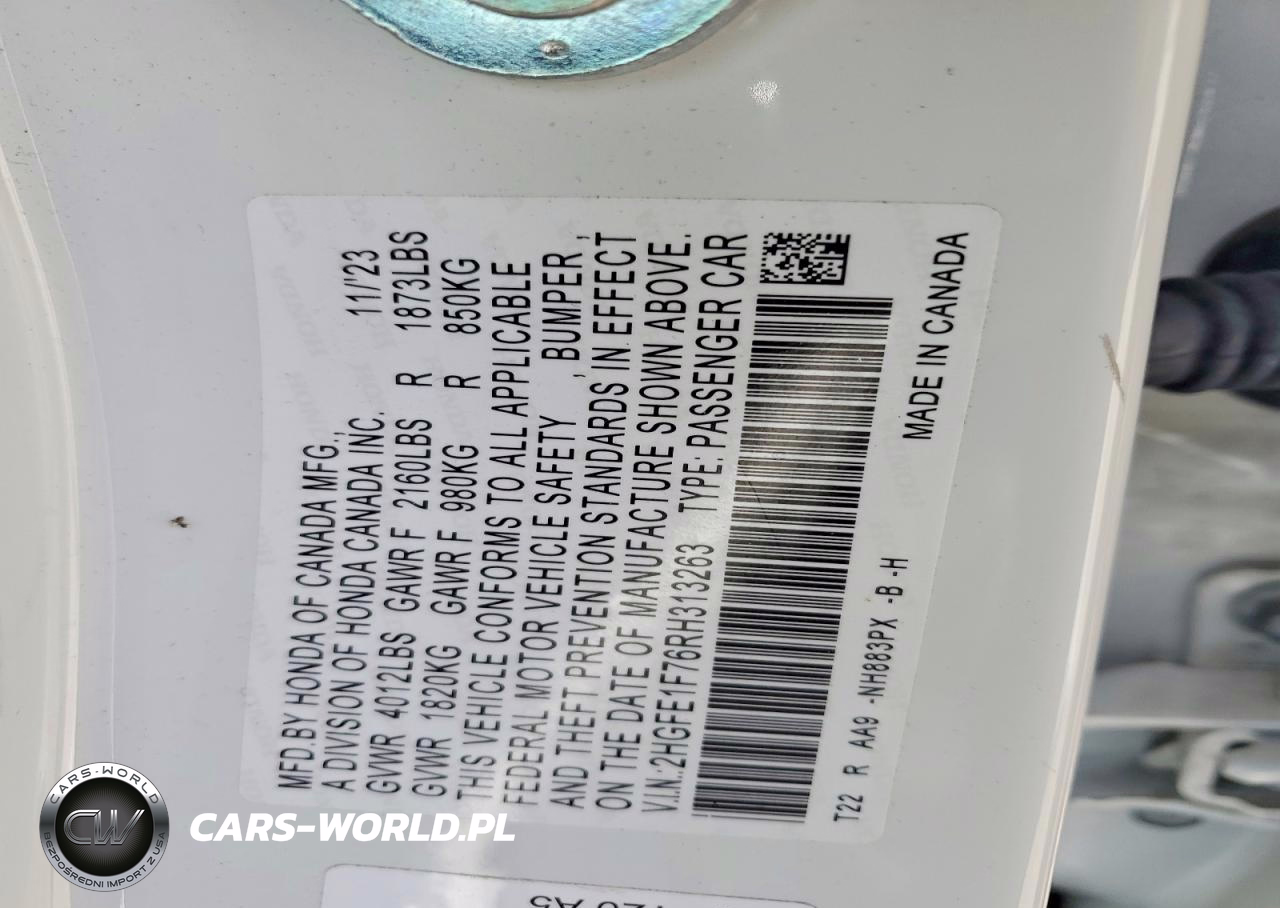 MFD.BY HONDA OF CANADA MFG.,
A DIVISION OF HONDA CANADA INC. 11/'23
GVWR 4012LBS GAWR F 2160LBS R 1873LBS
GVWR 1820KG GAWR F 980KG R 850KG
THIS VEHICLE CONFORMS TO ALL APPLICABLE
FEDERAL MOTOR VEHICLE SAFETY , BUMPER ,
AND THEFT PREVENTION STANDARDS IN EFFECT
ON THE DATE OF MANUFACTURE SHOWN ABOVE.
V.I.N.:2HGFE1F76RH313263 TYPE: PASSENGER CAR
T22 R AA9 -NH883PX -B -H
MADE IN CANADA
CARS-WORLD
CW
BEZPOŚREDNI IMPORT Z USA
CARS-WORLD.PL